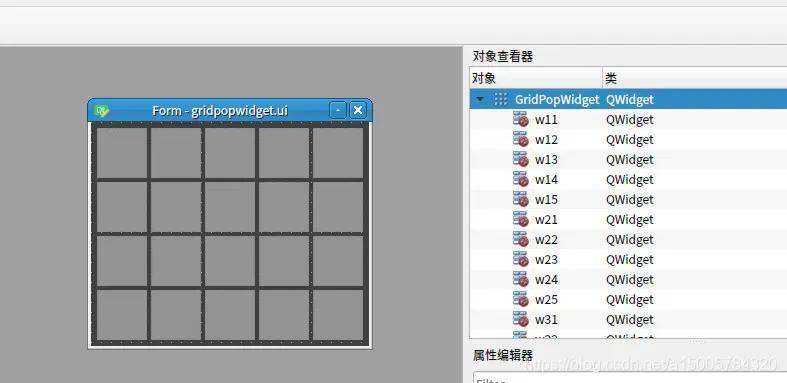 对象查看器
对象 类
Form - gridpopwidget.ui
GridPopWidget QWidget
w11 QWidget
w12 QWidget
w13 QWidget
w14 QWidget
w15 QWidget
w21 QWidget
w22 QWidget
w23 QWidget
w24 QWidget
w25 QWidget
w31 QWidget
属性编辑器
https://blog.csdn.net/a15005784320
Filter